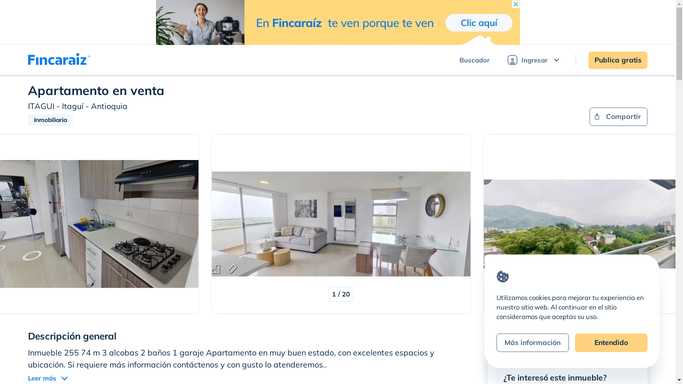 En Fincaraíz te ven porque te ven
Clic aquí
Fincaraiz
Buscador
Ingresar
Publica gratis
Apartamento en venta
ITAGUI - Itaguí - Antioquia
Inmobiliaria
Compartir
1 / 20
Utilizamos cookies para mejorar tu experiencia en
nuestro sitio web. Al continuar en el sitio
consideramos que aceptas su uso.
Más información
Entendido
Descripción general
Inmueble 255 74 m 3 alcobas 2 baños 1 garaje Apartamento en muy buen estado, con excelentes espacios y
ubicación. Si requiere más información contáctenos y con gusto lo atenderemos..
Leer más
¿Te interesó este inmueble?